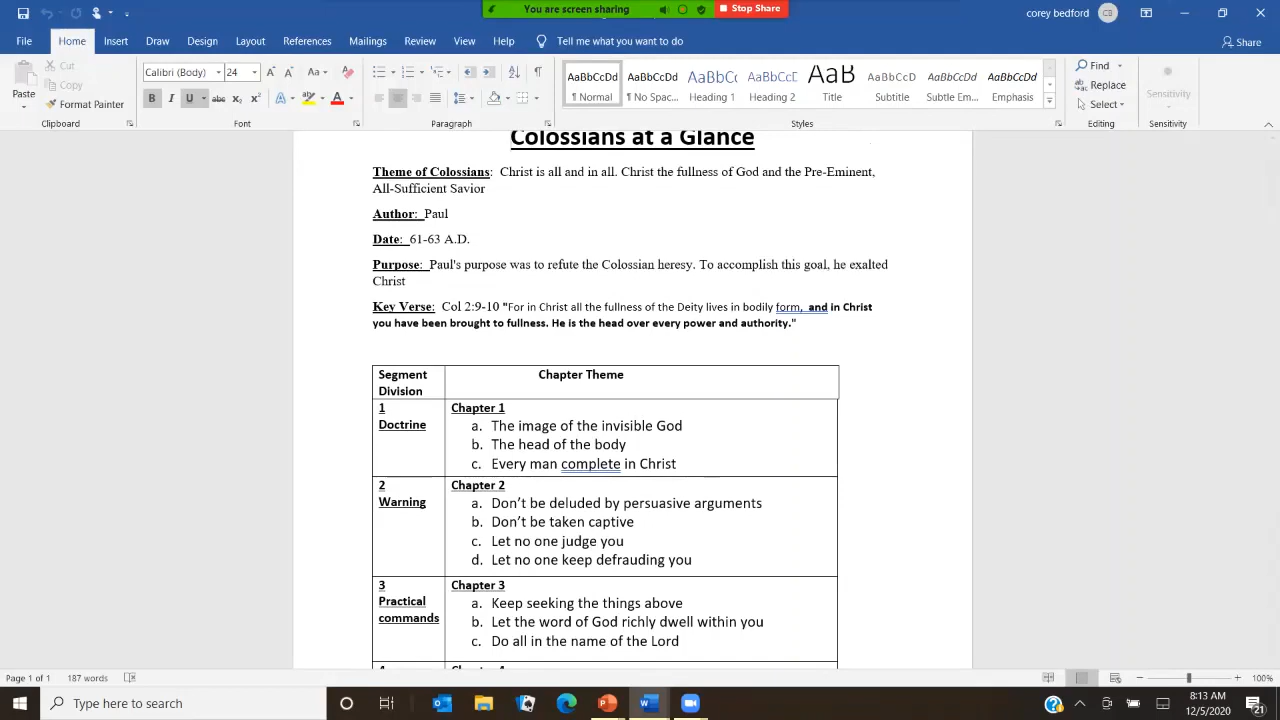 You are screen sharing
Stop Share
corey bedford CB
File Home Insert Draw Design Layout References Mailings Review View Help Tell me what you want to do Share
Paste
Cut
Copy
Format Painter
Clipboard
Calibri (Body) 24
Font
Paragraph
AaBbCcDd AaBbCcDd AaBbCc AaBbCcD AaB AaBbCcD AaBbCcDd AaBbCcDd
¶ Normal ¶ No Spac... Heading 1 Heading 2 Title Subtitle Subtle Em... Emphasis
Styles
Find
Replace
Select
Editing
Sensitivity
Sensitivity
Colossians at a Glance
Theme of Colossians: Christ is all and in all. Christ the fullness of God and the Pre-Eminent,
All-Sufficient Savior
Author: Paul
Date: 61-63 A.D.
Purpose: Paul's purpose was to refute the Colossian heresy. To accomplish this goal, he exalted
Christ
Key Verse: Col 2:9-10 "For in Christ all the fullness of the Deity lives in bodily form, and in Christ
you have been brought to fullness. He is the head over every power and authority."
Segment
Division
Chapter Theme
1
Doctrine
Chapter 1
a. The image of the invisible God
b. The head of the body
c. Every man complete in Christ
2
Warning
Chapter 2
a. Don't be deluded by persuasive arguments
b. Don't be taken captive
c. Let no one judge you
d. Let no one keep defrauding you
3
Practical
commands
Chapter 3
a. Keep seeking the things above
b. Let the word of God richly dwell within you
c. Do all in the name of the Lord
Page 1 of 1 187 words
100%
Type here to search
8:13 AM
12/5/2020
21